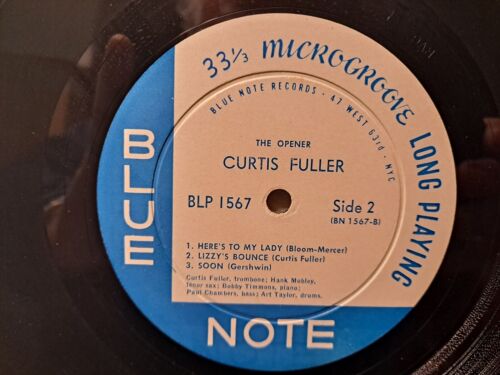 33 1/3 MICROGROOVE LONG PLAYING
BLUE NOTE RECORDS • 47 WEST 63rd • NYC
THE OPENER
CURTIS FULLER
BLP 1567
Side 2
(BN 1567-B)
1. HERE'S TO MY LADY (Bloom-Mercer)
2. LIZZY'S BOUNCE (Curtis Fuller)
3. SOON (Gershwin)
Curtis Fuller, trombone; Hank Mobley,
tenor sax; Bobby Timmons, piano;
Paul Chambers, bass; Art Taylor, drums.
BLUE
NOTE